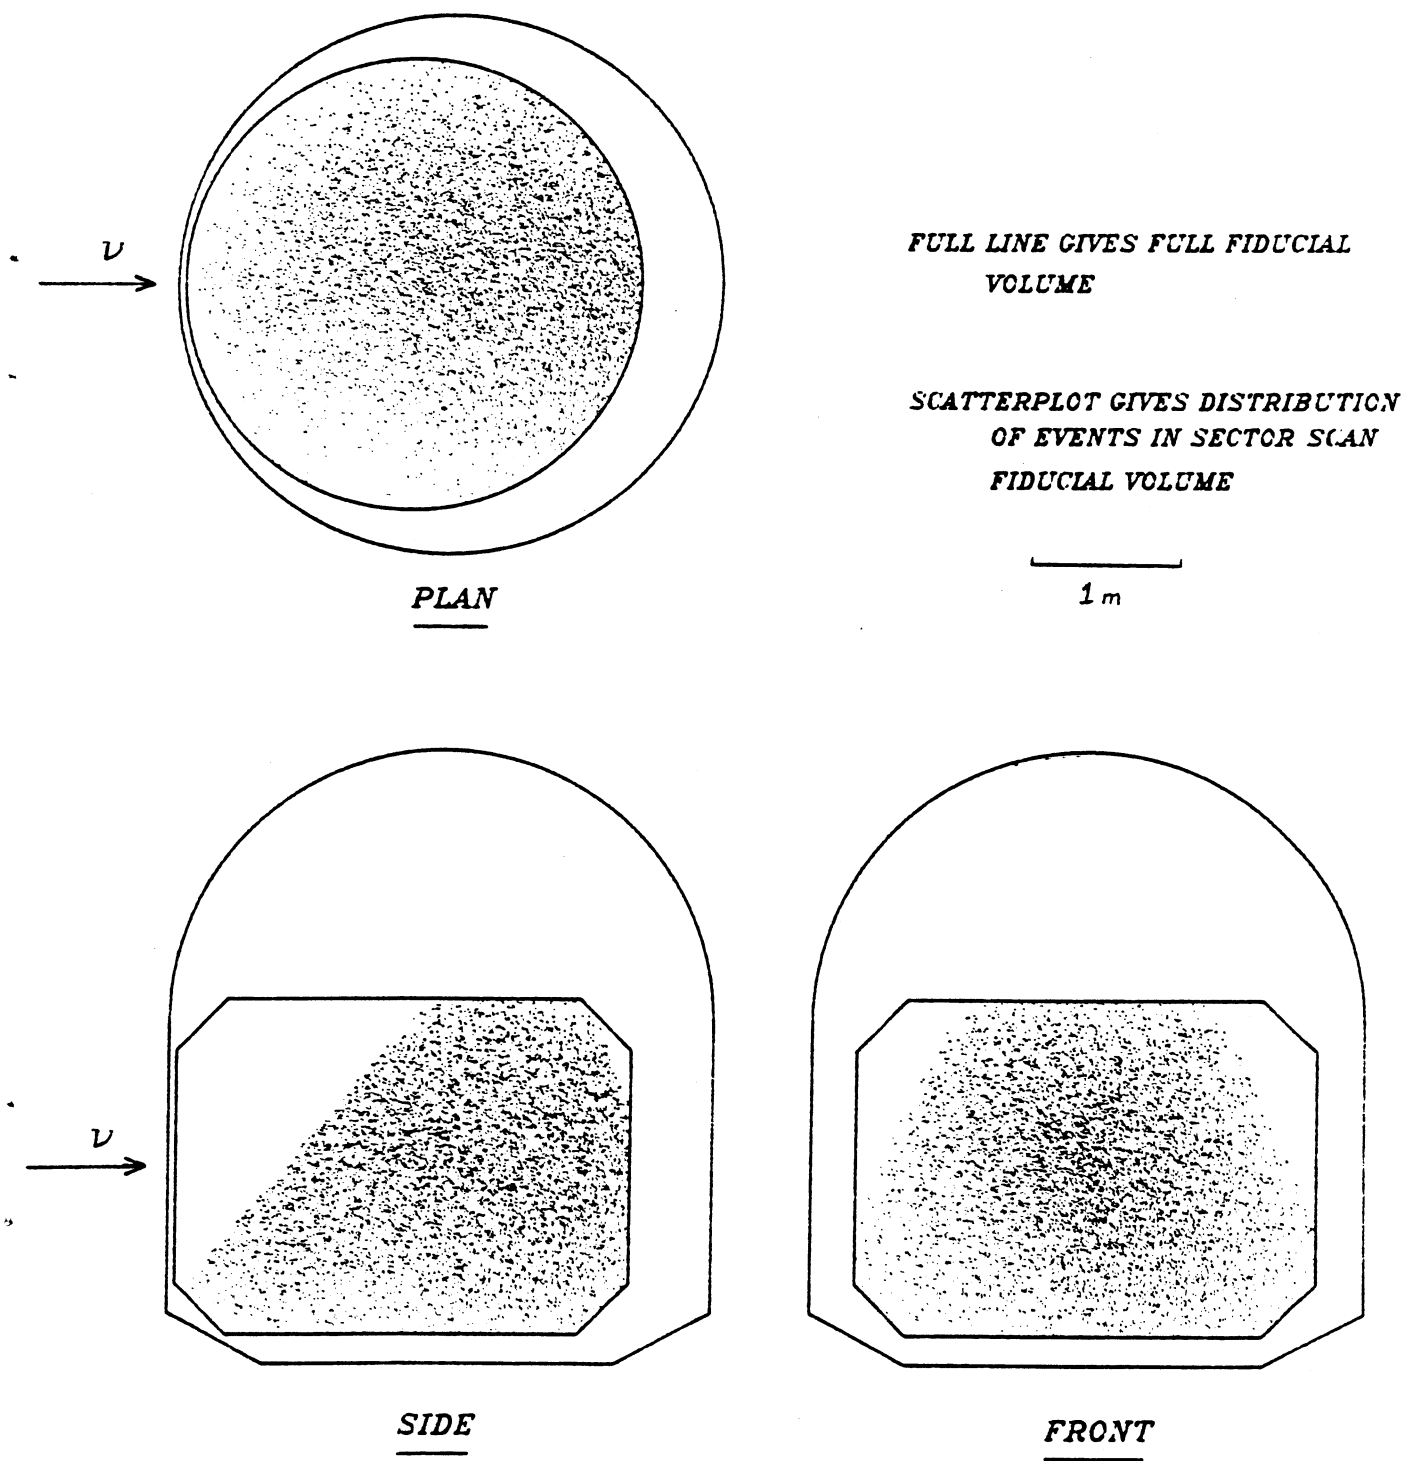 ν
FULL LINE GIVES FULL FIDUCIAL
VOLUME
SCATTERPLOT GIVES DISTRIBUTION
OF EVENTS IN SECTOR SCAN
FIDUCIAL VOLUME
1 m
PLAN
ν
SIDE
FRONT